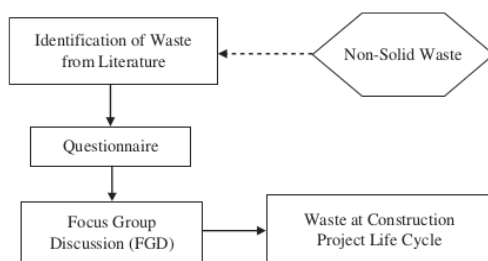 Identification of Waste
from Literature
Non-Solid Waste
Questionnaire
Focus Group
Discussion (FGD)
Waste at Construction
Project Life Cycle